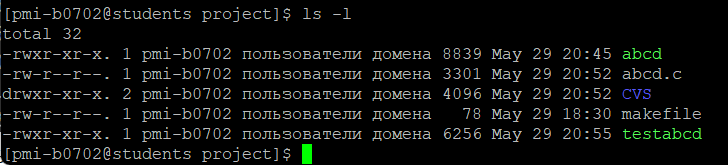 [pmi-b0702@students project]$ ls -l
total 32
-rwxr-xr-x. 1 pmi-b0702 пользователи домена 8839 May 29 20:45 abcd
-rw-r--r--. 1 pmi-b0702 пользователи домена 3301 May 29 20:52 abcd.c
drwxr-xr-x. 2 pmi-b0702 пользователи домена 4096 May 29 20:52 CVS
-rw-r--r--. 1 pmi-b0702 пользователи домена   78 May 29 18:30 makefile
-rwxr-xr-x. 1 pmi-b0702 пользователи домена 6256 May 29 20:55 testabcd
[pmi-b0702@students project]$